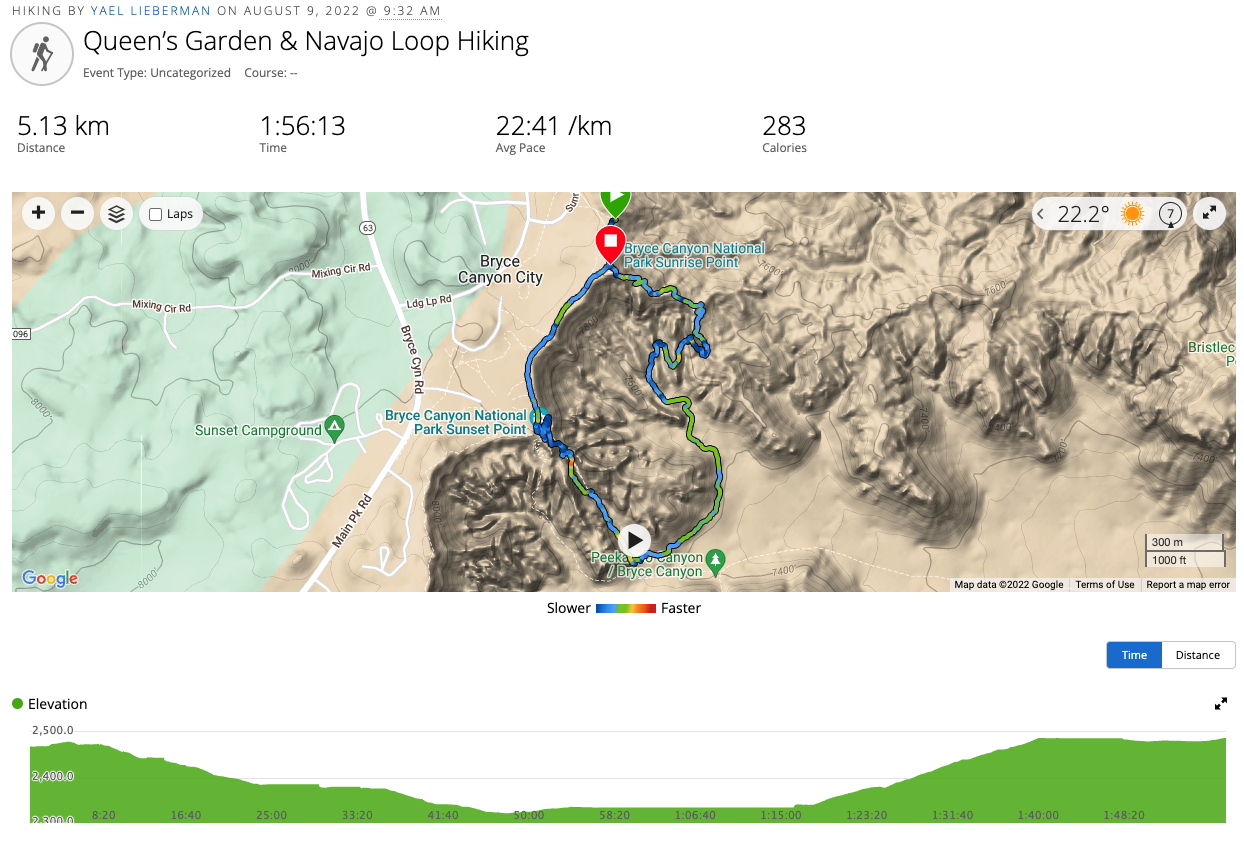 HIKING BY YAEL LIEBERMAN ON AUGUST 9, 2022 @ 9:32 AM
Queen's Garden & Navajo Loop Hiking
Event Type: Uncategorized Course: --
5.13 km 1:56:13 22:41 /km 283
Distance Time Avg Pace Calories
Laps
22.2° 7
63
Bryce
Canyon City
Bryce Canyon National
Park Sunrise Point
7600
7600
8000
Mixing Cir Rd
Mixing Cir Rd
Ldg Lp Rd
096
Bryce Cyn Rd
Bristlec
P
8000
Bryce Canyon National
Park Sunset Point
Sunset Campground
7400
7400
8000
Main Pk Rd
300 m
1000 ft
Canyon
/ Bryce Canyon
7400
8000
Google
Map data ©2022 Google Terms of Use Report a map error
Slower Faster
Time Distance
Elevation
2,500.0
2,400.0
2,300.0
8:20 16:40 25:00 33:20 41:40 50:00 58:20 1:06:40 1:15:00 1:23:20 1:31:40 1:40:00 1:48:20